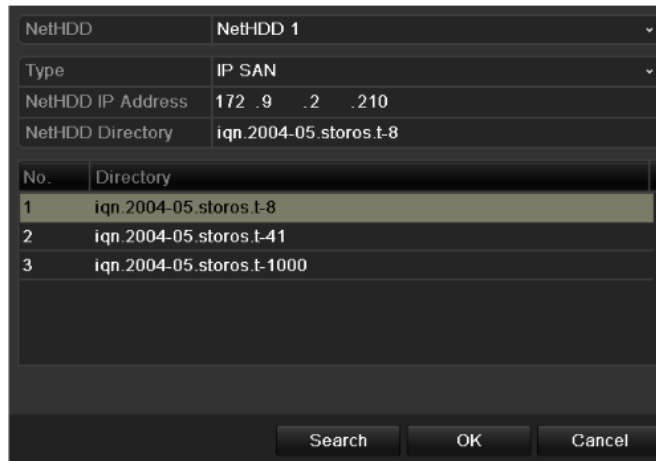 NetHDD NetHDD 1
Type IP SAN
NetHDD IP Address 172 .9 .2 .210
NetHDD Directory iqn.2004-05.storos.t-8
No. Directory
1 iqn.2004-05.storos.t-8
2 iqn.2004-05.storos.t-41
3 iqn.2004-05.storos.t-1000
Search OK Cancel